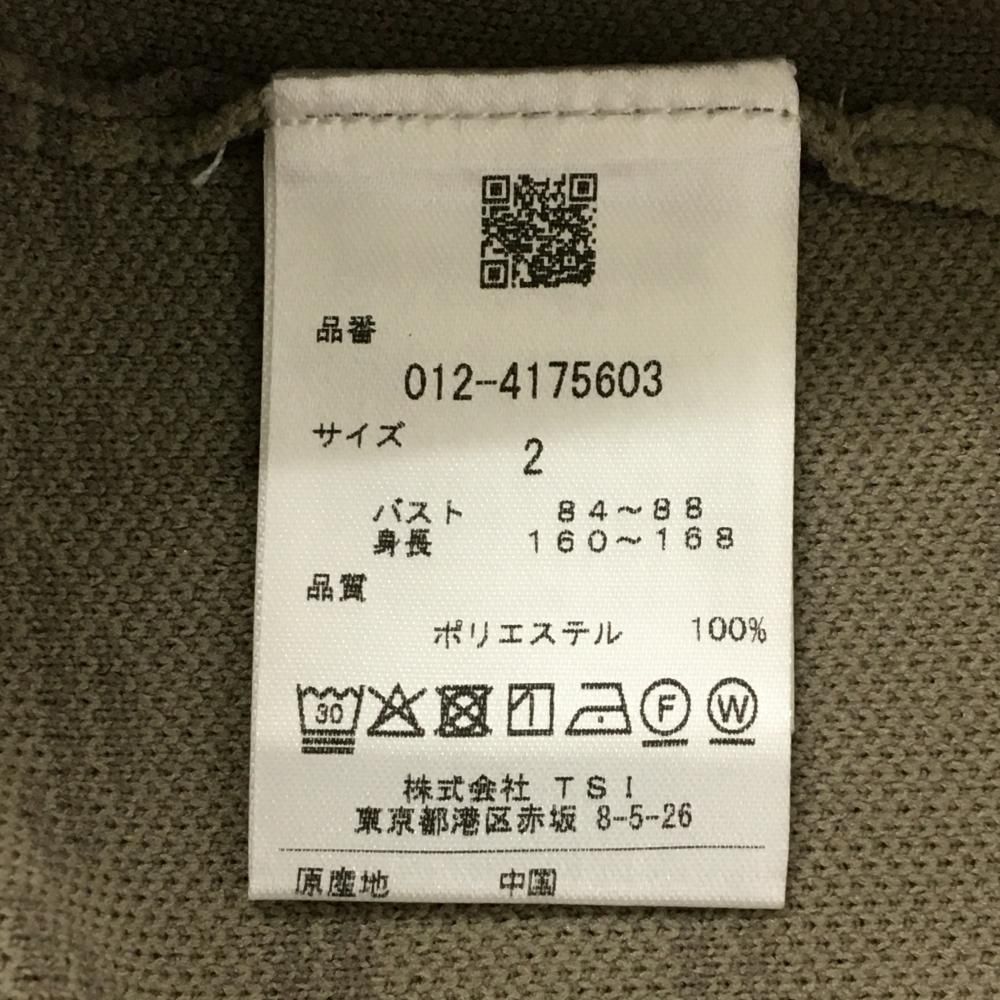 品番
012-4175603
サイズ
2
バスト 84～88
身長 160～168
品質
ポリエステル 100%
30 F W
株式会社 TSI
東京都港区赤坂 8-5-26
原産地 中国